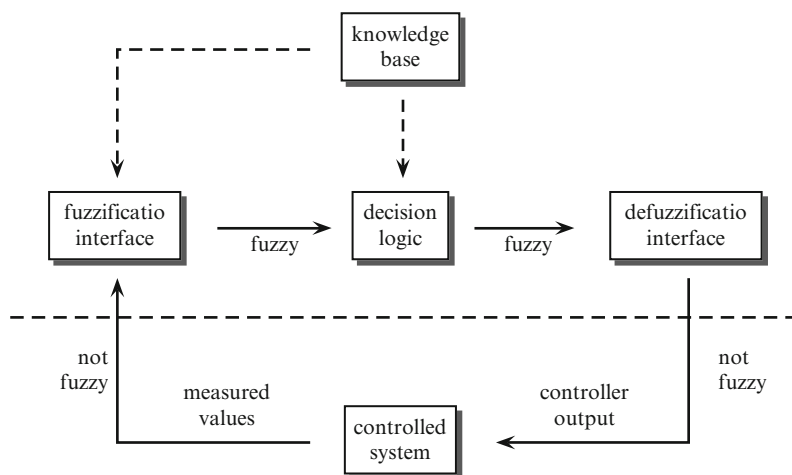 knowledge
base
fuzzificatio
interface
decision
logic
defuzzificatio
interface
fuzzy
fuzzy
not
fuzzy
measured
values
controlled
system
controller
output
not
fuzzy